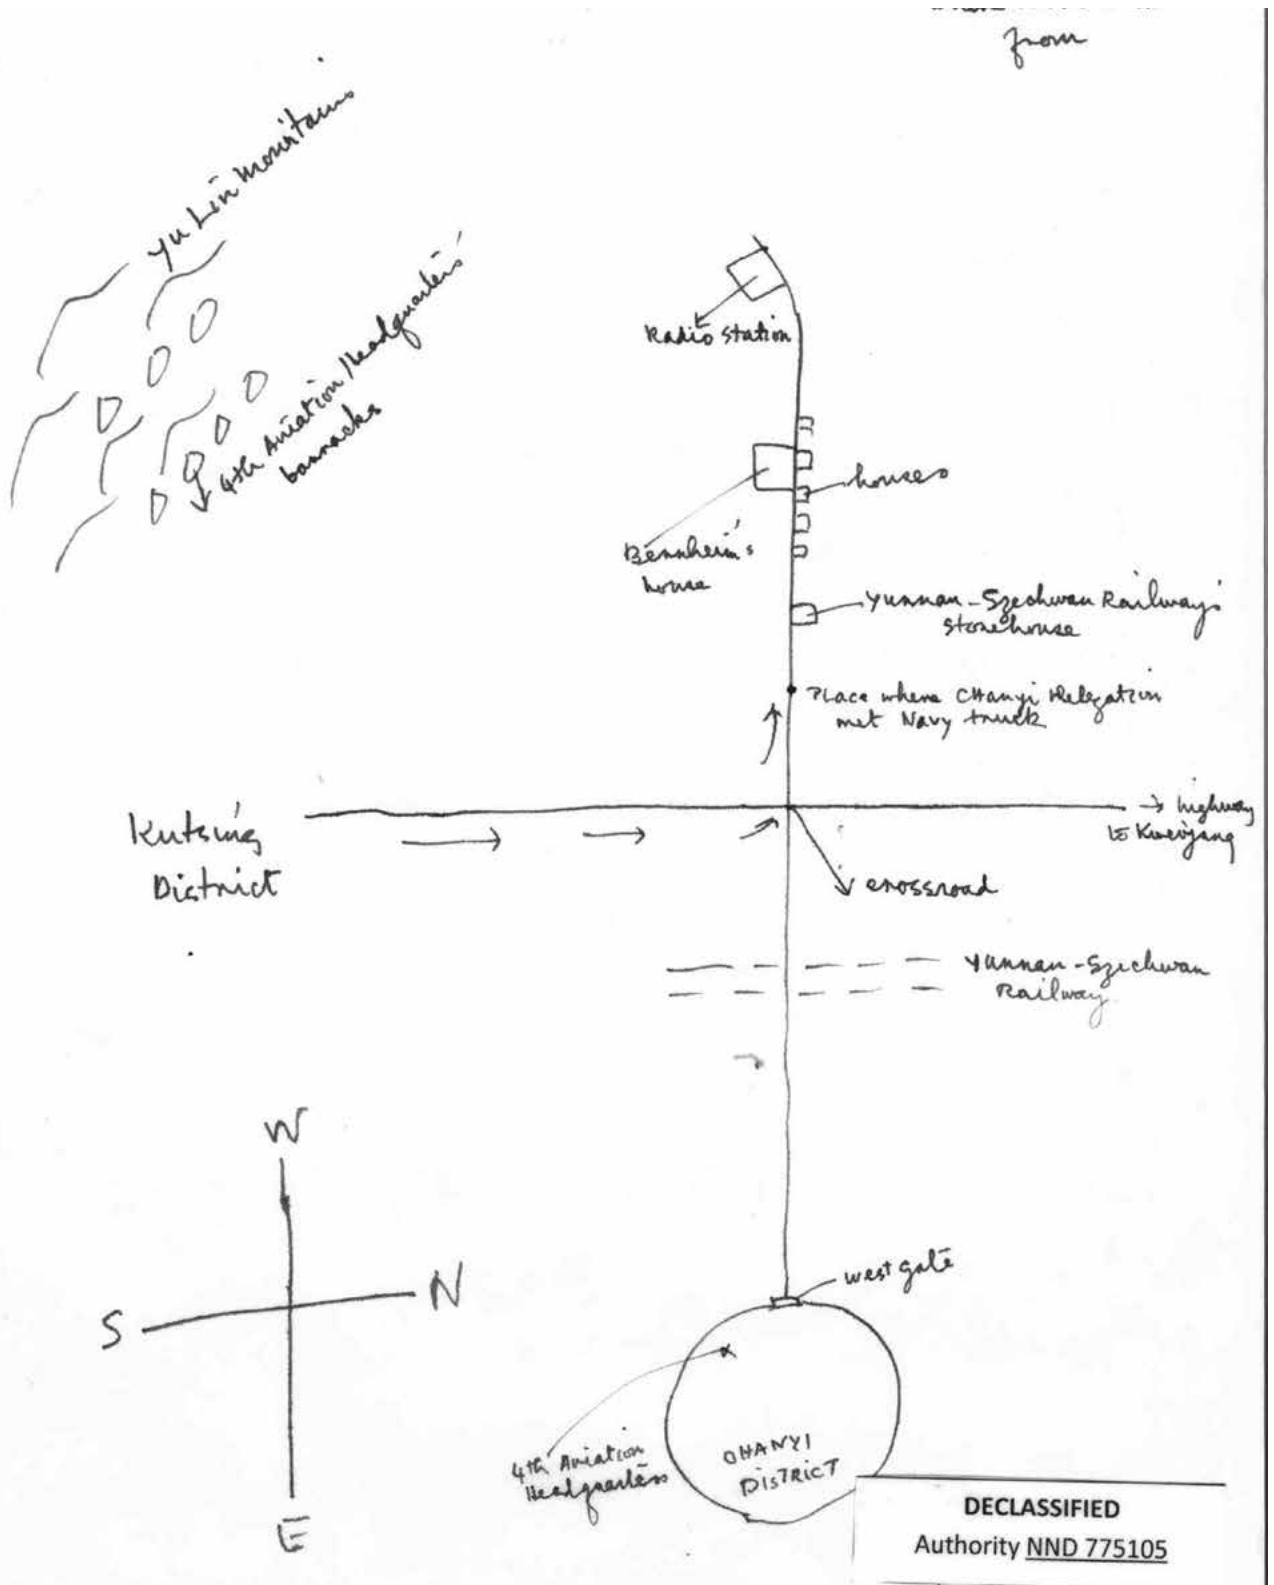 from
Yu Lin Mountains
4th Aviation Headquarters'
barracks
Radio Station
houses
Bernheim's
house
Yunnan-Szechwan Railway's
storehouse
Place where CHanyi Delegation
met Navy truck
Kutsing
District
highway
to Kweiyang
crossroad
Yunnan-Szechwan
Railway
W
N
S
E
west gate
4th Aviation
Headquarters
CHANYI
DISTRICT
DECLASSIFIED
Authority NND 775105